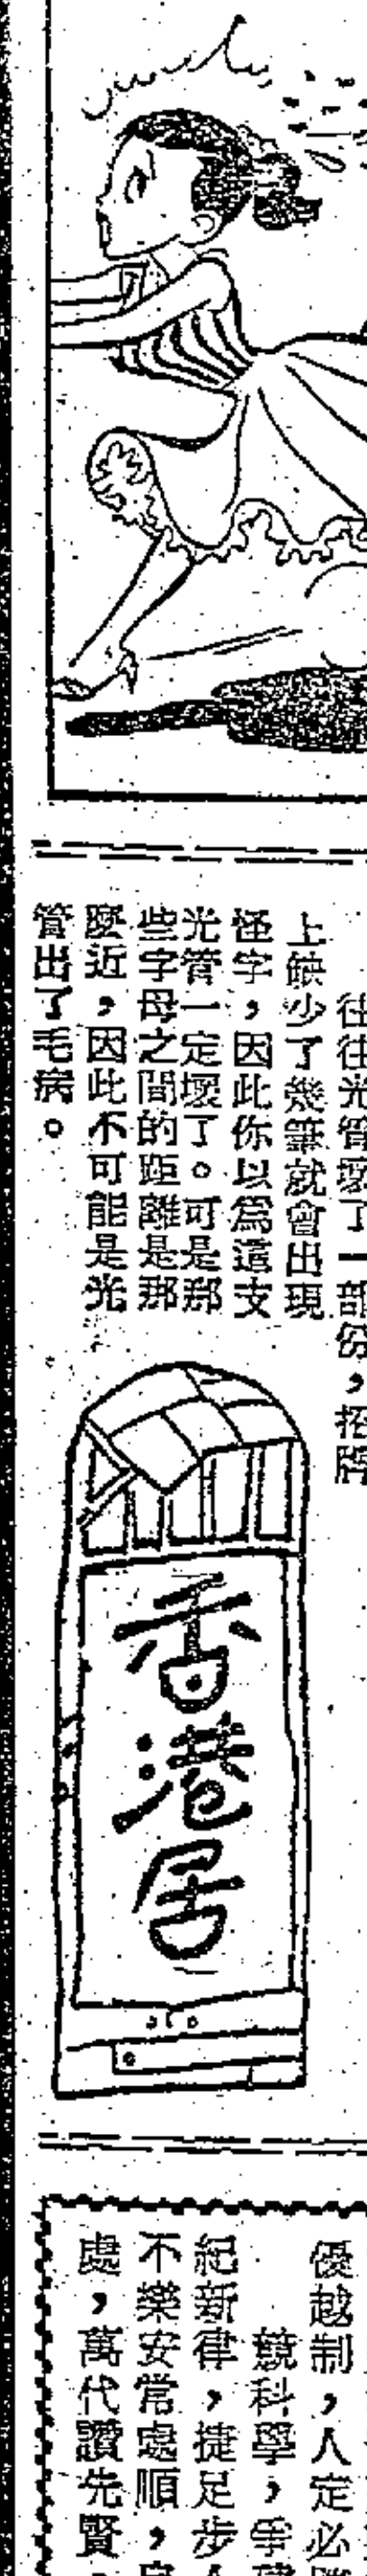 往往光管壞了一部份，招牌
上缺少了幾筆就會出現
怪字，因此你以為這支
光管一定壞了。可是那
些字母之間的距離是那
麼近，因此不可能是光
管出了毛病。
香港居
優越制，人定必
競科學，爭建
紀新律，捷足步
不樂安常處順，
處，萬代讚先賢